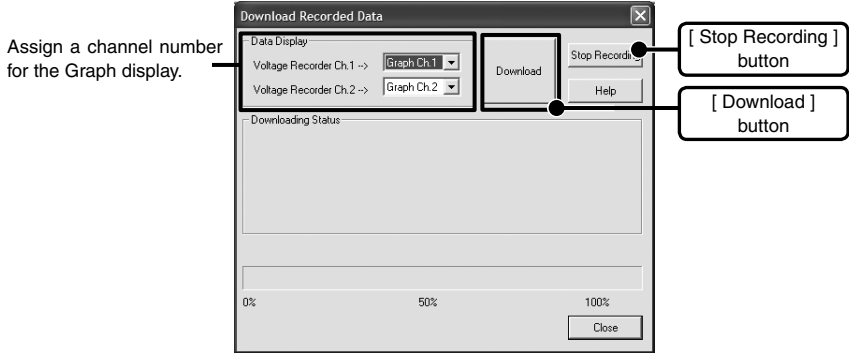 Download Recorded Data
Assign a channel number
for the Graph display.
Data Display
Voltage Recorder Ch.1 --> Graph Ch.1
Voltage Recorder Ch.2 --> Graph Ch.2
Download
Stop Recording
Help
[ Stop Recording ]
button
[ Download ]
button
Downloading Status
0% 50% 100%
Close